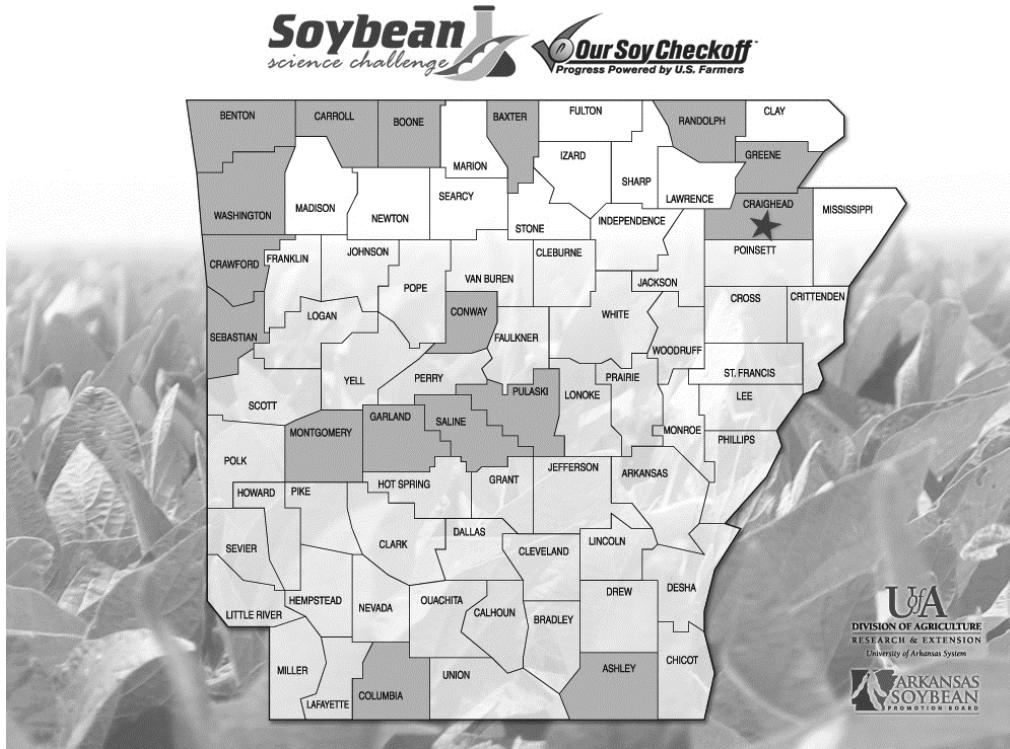 Soybean
science challenge
Our Soy Checkoff™
Progress Powered by U.S. Farmers
BENTON
CARROLL
BOONE
BAXTER
FULTON
RANDOLPH
CLAY
MARION
IZARD
GREENE
SHARP
LAWRENCE
WASHINGTON
MADISON
NEWTON
SEARCY
STONE
INDEPENDENCE
CRAIGHEAD
MISSISSIPPI
CRAWFORD
FRANKLIN
JOHNSON
POPE
VAN BUREN
CLEBURNE
JACKSON
POINSETT
LOGAN
CONWAY
FAULKNER
WHITE
CROSS
CRITTENDEN
SEBASTIAN
WOODRUFF
ST. FRANCIS
SCOTT
YELL
PERRY
PULASKI
LONOKE
PRAIRIE
LEE
MONTGOMERY
GARLAND
SALINE
MONROE
PHILLIPS
POLK
HOT SPRING
GRANT
JEFFERSON
ARKANSAS
HOWARD
PIKE
SEVIER
CLARK
DALLAS
CLEVELAND
LINCOLN
LITTLE RIVER
HEMPSTEAD
NEVADA
OUACHITA
CALHOUN
BRADLEY
DREW
DESHA
MILLER
LAFAYETTE
COLUMBIA
UNION
ASHLEY
CHICOT
UofA
DIVISION OF AGRICULTURE
RESEARCH & EXTENSION
University of Arkansas System
ARKANSAS
SOYBEAN
PROMOTION BOARD